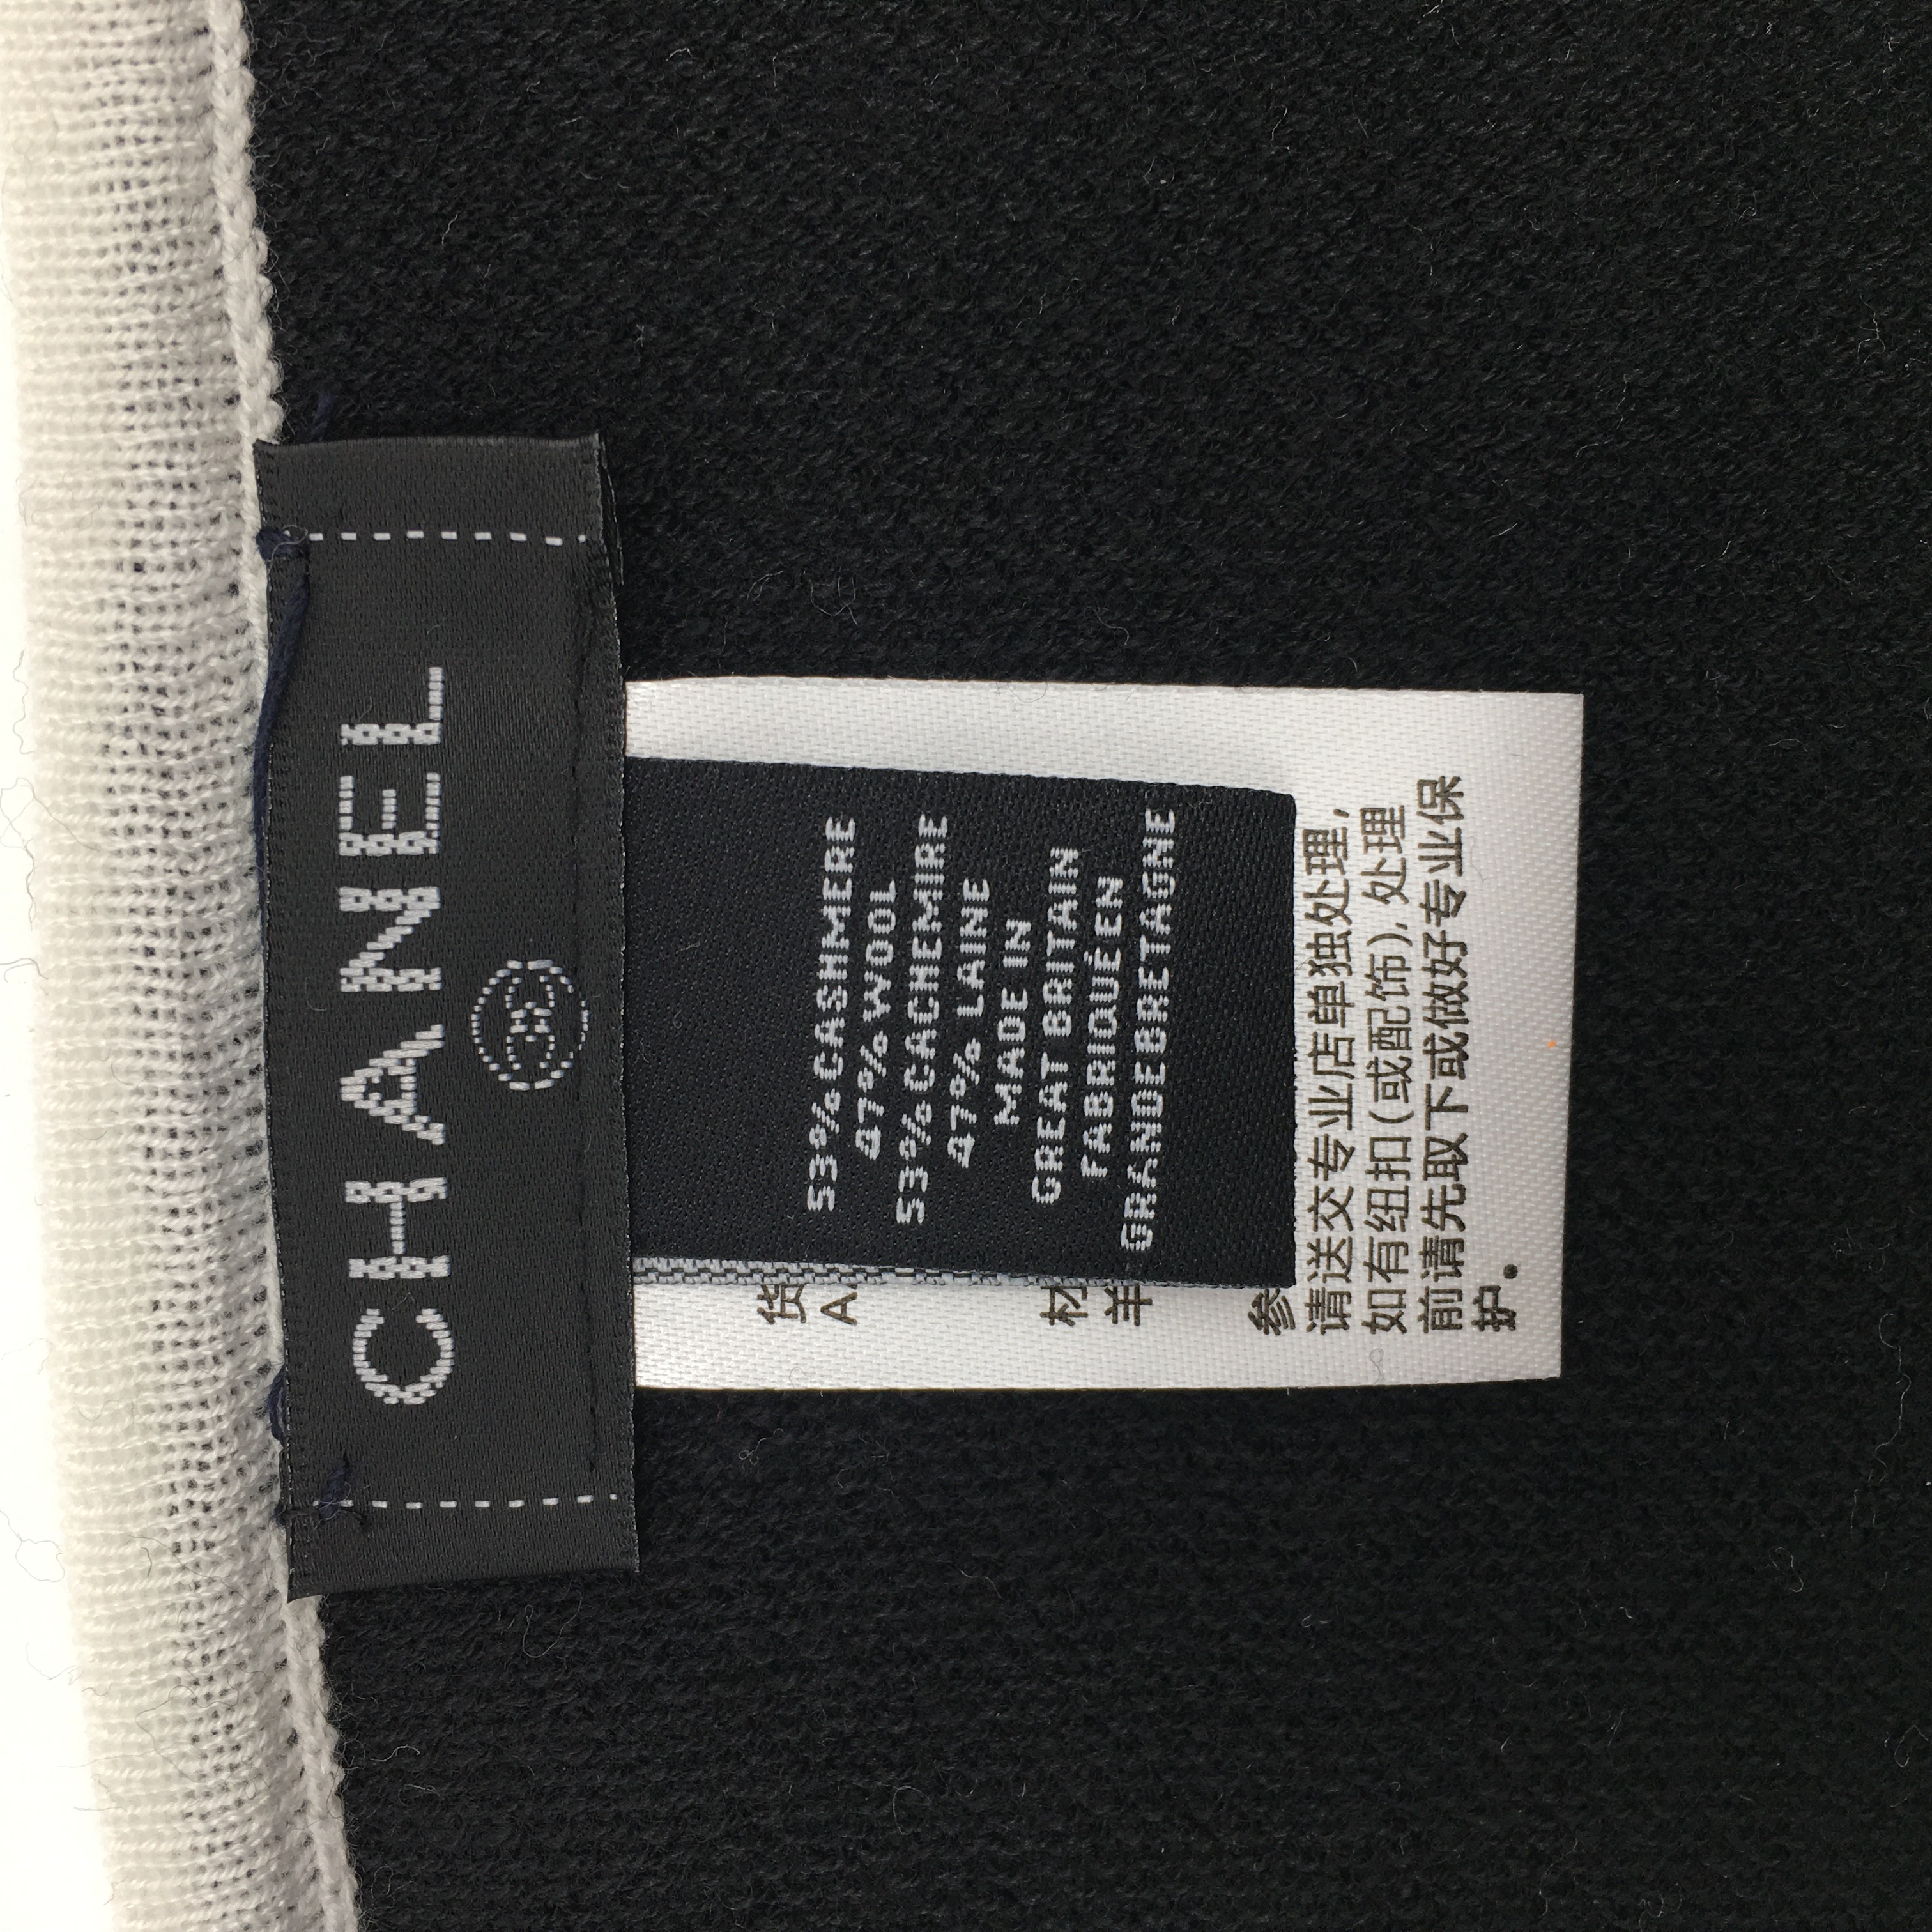 CHANEL
53% CASHMERE
47% WOOL
53% CACHEMIRE
47% LAINE
MADE IN
GREAT BRITAIN
FABRIQUÉ EN
GRANDE BRETAGNE
货
A
材
羊
参
请送交专业店单独处理，
如有纽扣(或配饰)，处理
前请先取下或做好专业保
护。